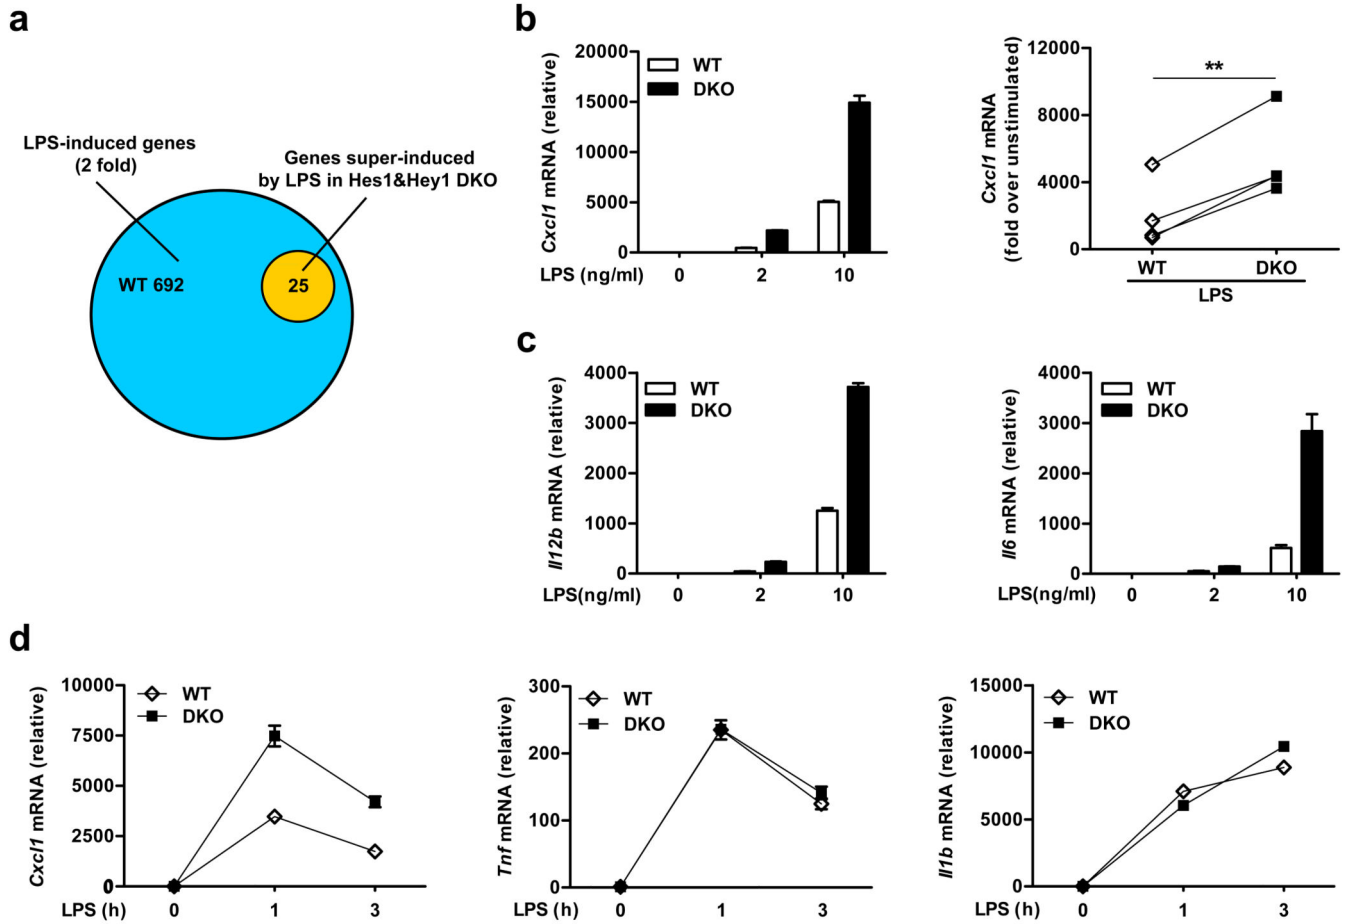 a
LPS-induced genes
(2 fold)
Genes super-induced
by LPS in Hes1&Hey1 DKO
WT 692
25
b
Cxcl1 mRNA (relative)
20000
15000
10000
5000
0
WT
DKO
LPS (ng/ml)
0
2
10
Cxcl1 mRNA
(fold over unstimulated)
12000
8000
4000
0
**
WT
DKO
LPS
c
Il12b mRNA (relative)
4000
3000
2000
1000
0
WT
DKO
LPS(ng/ml)
0
2
10
Il6 mRNA (relative)
4000
3000
2000
1000
0
WT
DKO
LPS(ng/ml)
0
2
10
d
Cxcl1 mRNA (relative)
10000
7500
5000
2500
0
WT
DKO
LPS (h)
0
1
3
Tnf mRNA (relative)
300
200
100
0
WT
DKO
LPS (h)
0
1
3
Il1b mRNA (relative)
15000
10000
5000
0
WT
DKO
LPS (h)
0
1
3